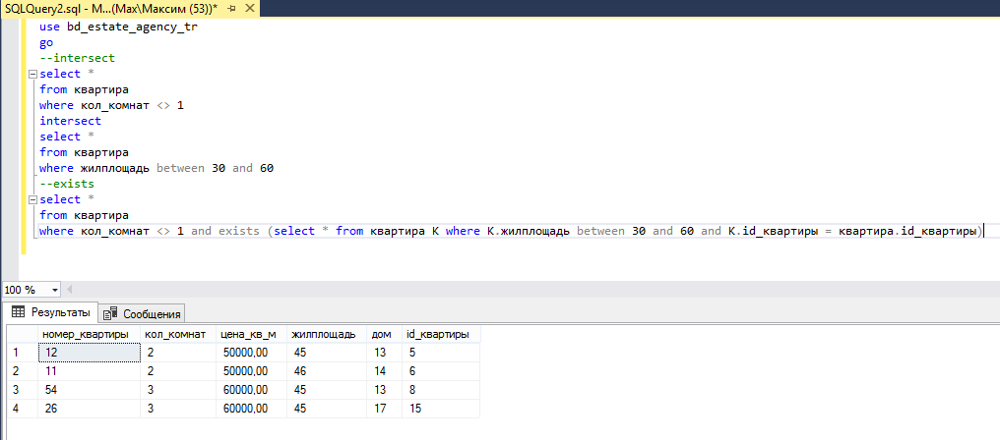 SQLQuery2.sql - M...(Max\Максим (53))*
use bd_estate_agency_tr
go
--intersect
select *
from квартира
where кол_комнат <> 1
intersect
select *
from квартира
where жилплощадь between 30 and 60
--exists
select *
from квартира
where кол_комнат <> 1 and exists (select * from квартира K where K.жилплощадь between 30 and 60 and K.id_квартиры = квартира.id_квартиры)
100 %
Результаты Сообщения
номер_квартиры кол_комнат цена_кв_м жилплощадь дом id_квартиры
1 12 2 50000,00 45 13 5
2 11 2 50000,00 46 14 6
3 54 3 60000,00 45 13 8
4 26 3 60000,00 45 17 15